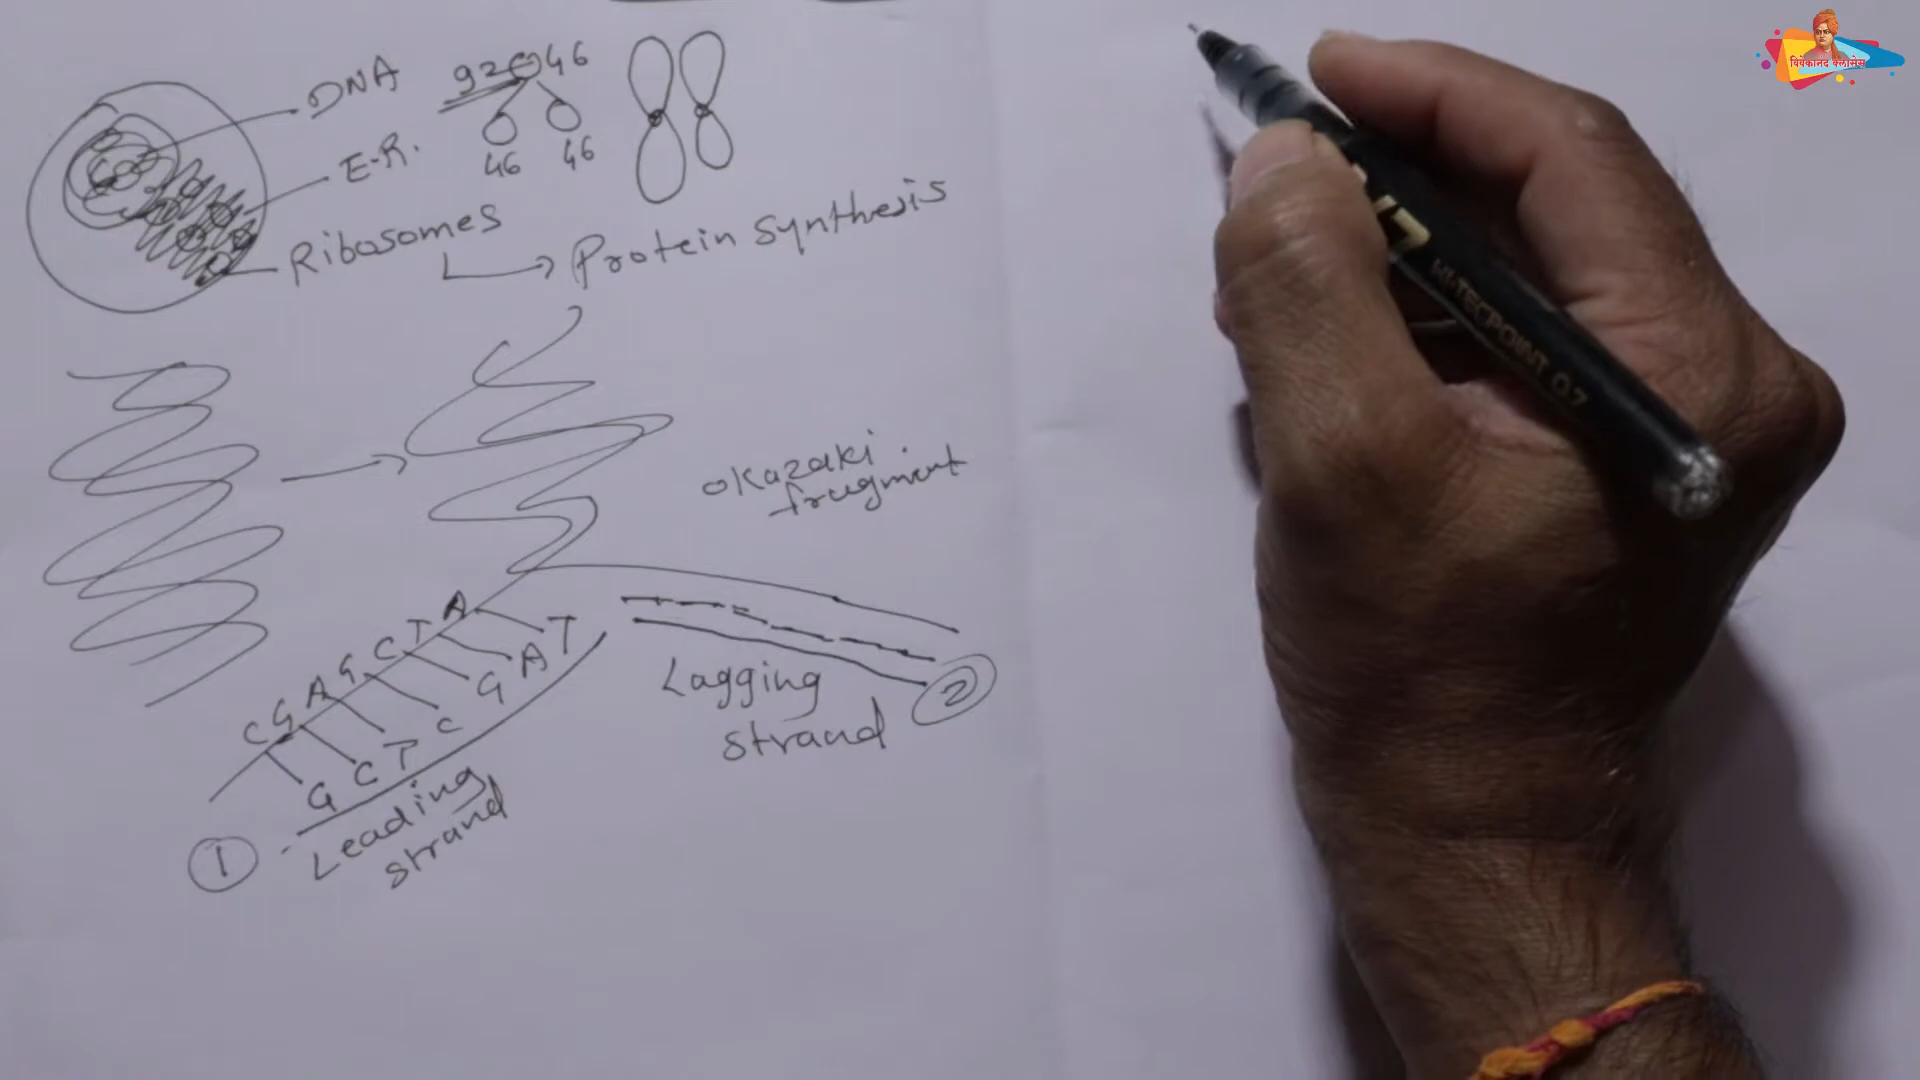 DNA
92 46
46 46
E.R.
Ribosomes
Protein synthesis
Okazaki
fragment
C G A G C T A
G C T C G A T
Leading
strand
1
Lagging
strand
2
V7
HI-TECPOINT 0.7
विवेकानंद क्लासेस